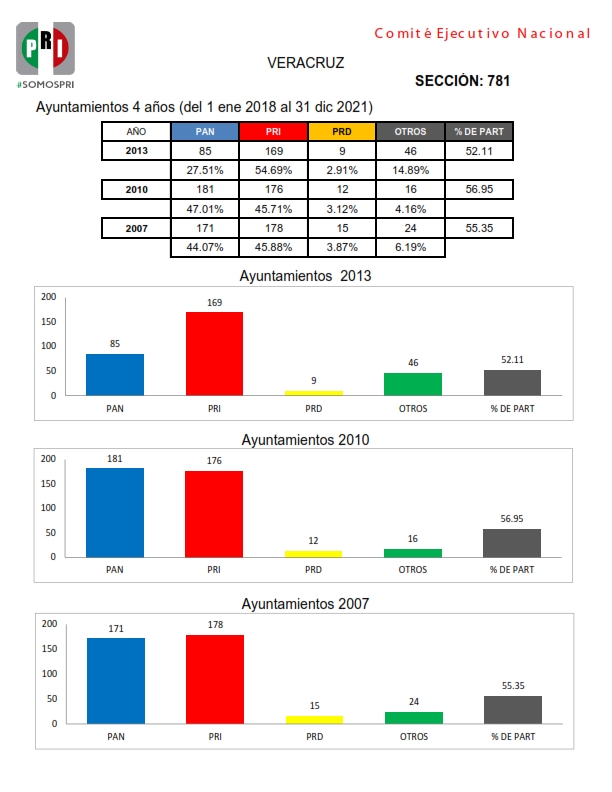 Comité Ejecutivo Nacional
PRI
#SOMOSPRI
VERACRUZ
SECCIÓN: 781
Ayuntamientos 4 años (del 1 ene 2018 al 31 dic 2021)
AÑO PAN PRI PRD OTROS % DE PART
2013 85 169 9 46 52.11
27.51% 54.69% 2.91% 14.89%
2010 181 176 12 16 56.95
47.01% 45.71% 3.12% 4.16%
2007 171 178 15 24 55.35
44.07% 45.88% 3.87% 6.19%
Ayuntamientos 2013
200
150
100
50
0
85 169 9 46 52.11
PAN PRI PRD OTROS % DE PART
Ayuntamientos 2010
200
150
100
50
0
181 176 12 16 56.95
PAN PRI PRD OTROS % DE PART
Ayuntamientos 2007
200
150
100
50
0
171 178 15 24 55.35
PAN PRI PRD OTROS % DE PART